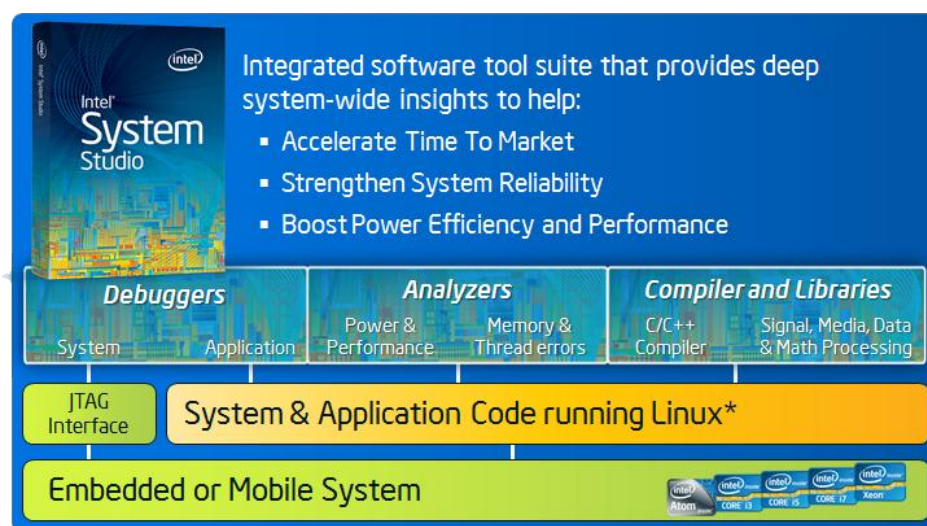 intel
Intel®
System
Studio
Intel® System Studio
Integrated software tool suite that provides deep
system-wide insights to help:
▪ Accelerate Time To Market
▪ Strengthen System Reliability
▪ Boost Power Efficiency and Performance
Debuggers
System
Application
Analyzers
Power &
Performance
Memory &
Thread errors
Compiler and Libraries
C/C++
Compiler
Signal, Media, Data
& Math Processing
JTAG
Interface
System & Application Code running Linux*
Embedded or Mobile System
intel
Atom
intel
CORE i3
intel
CORE i5
intel
CORE i7
intel
Xeon